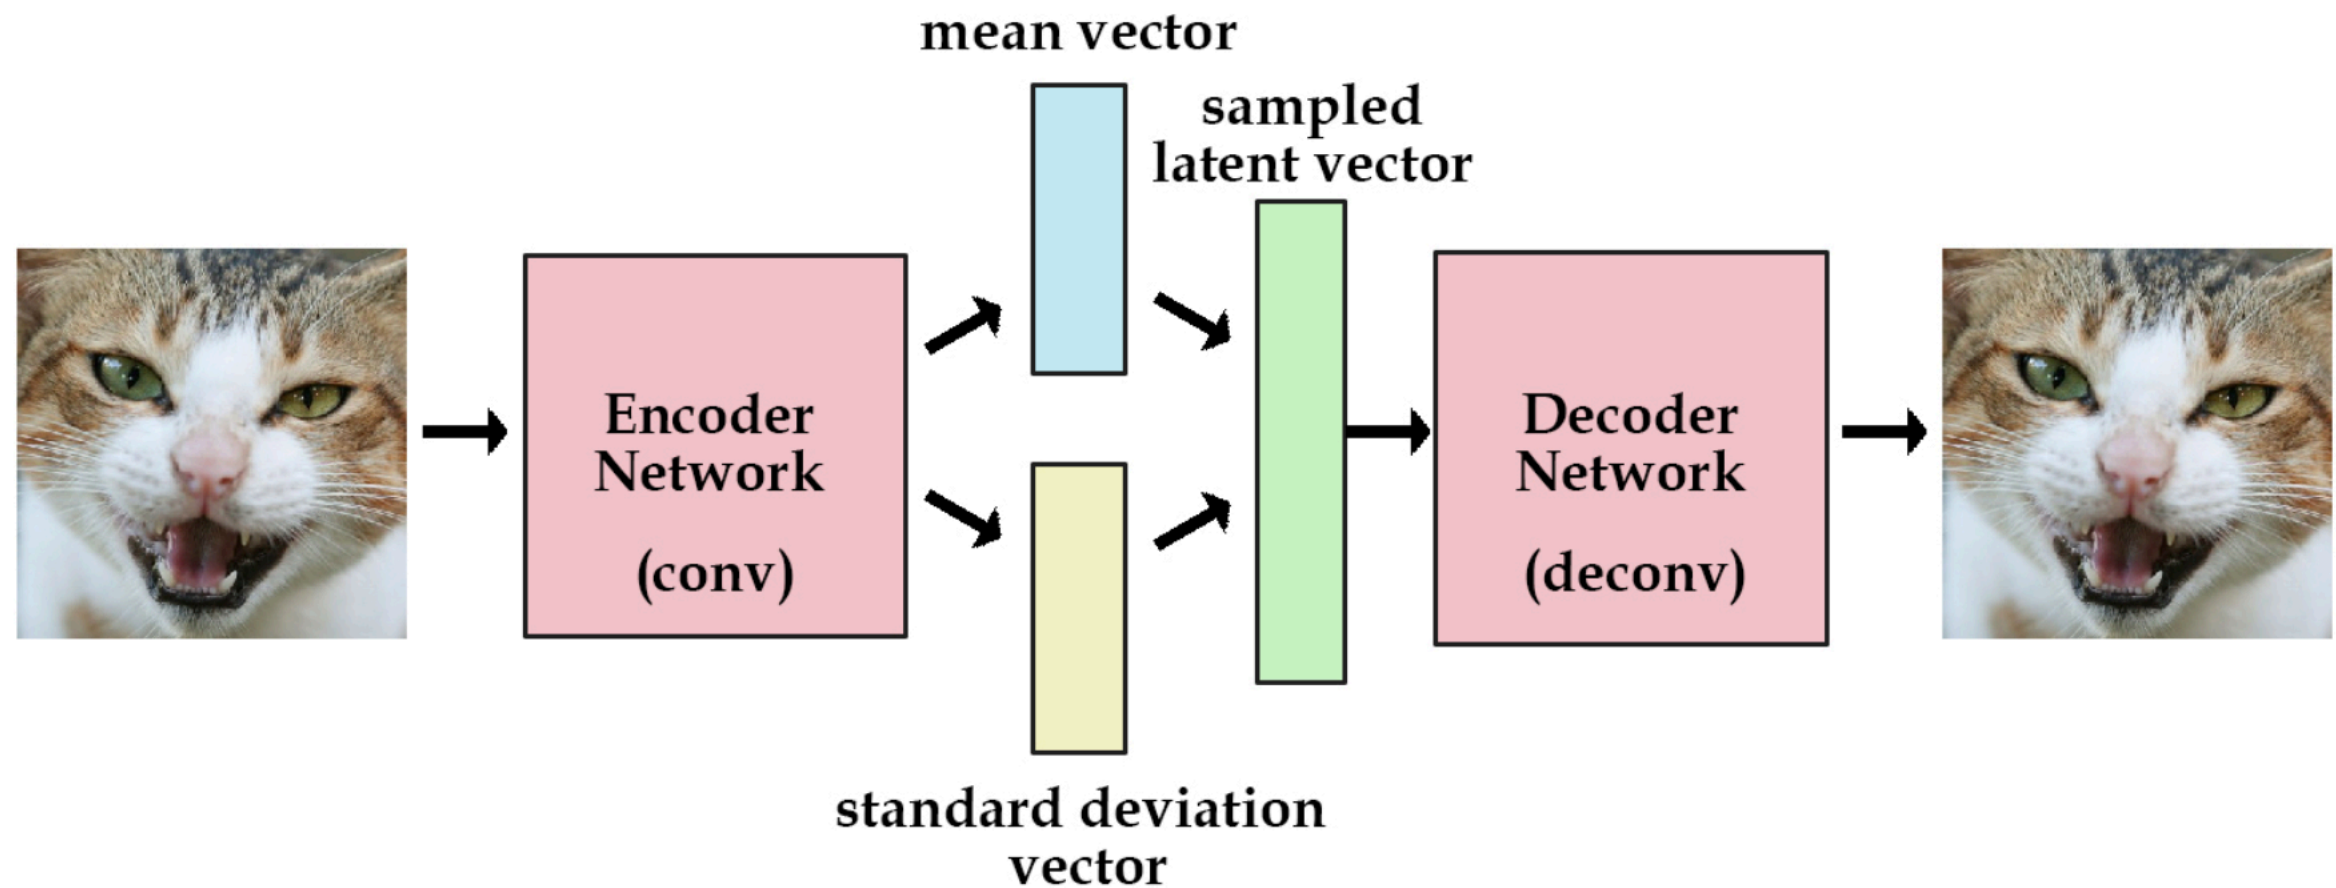 mean vector
sampled
latent vector
Encoder
Network
(conv)
Decoder
Network
(deconv)
standard deviation
vector